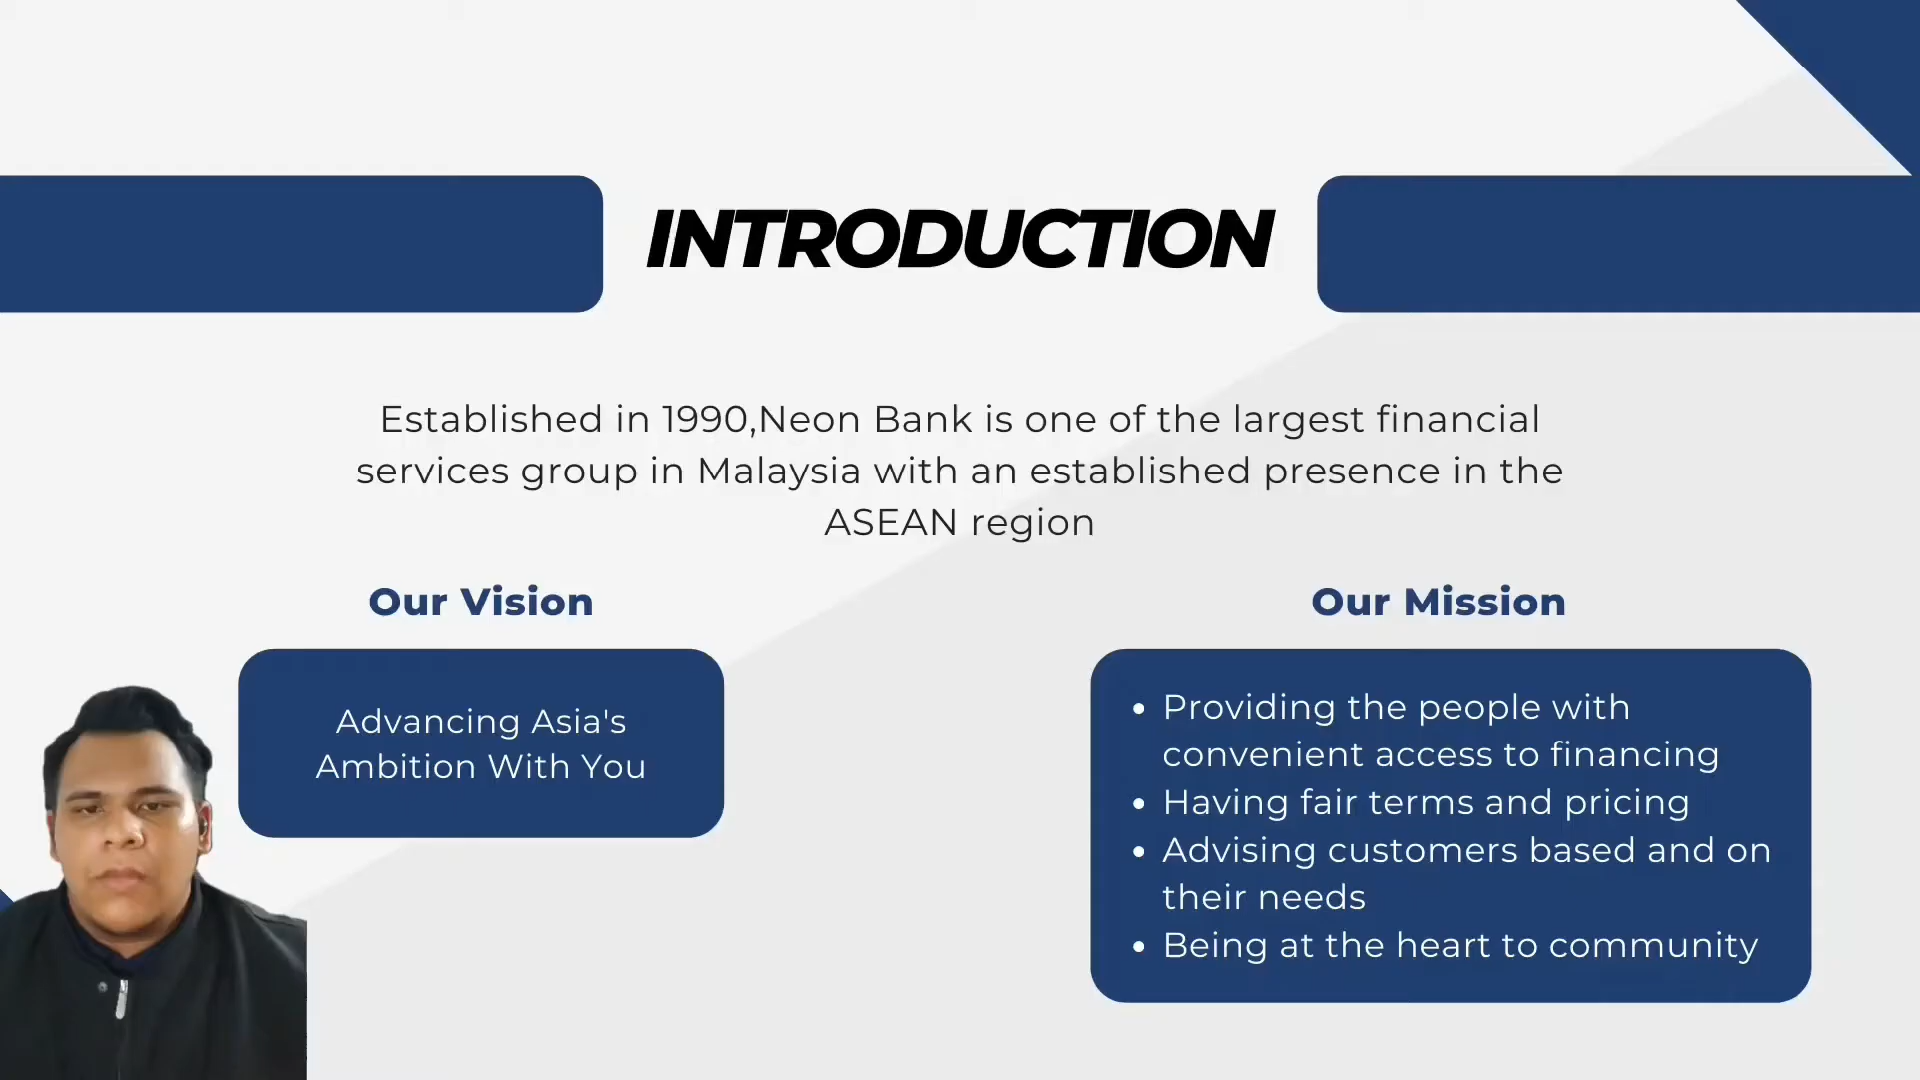 INTRODUCTION
Established in 1990,Neon Bank is one of the largest financial
services group in Malaysia with an established presence in the
ASEAN region
Our Vision
Advancing Asia's
Ambition With You
Our Mission
• Providing the people with
convenient access to financing
• Having fair terms and pricing
• Advising customers based and on
their needs
• Being at the heart to community